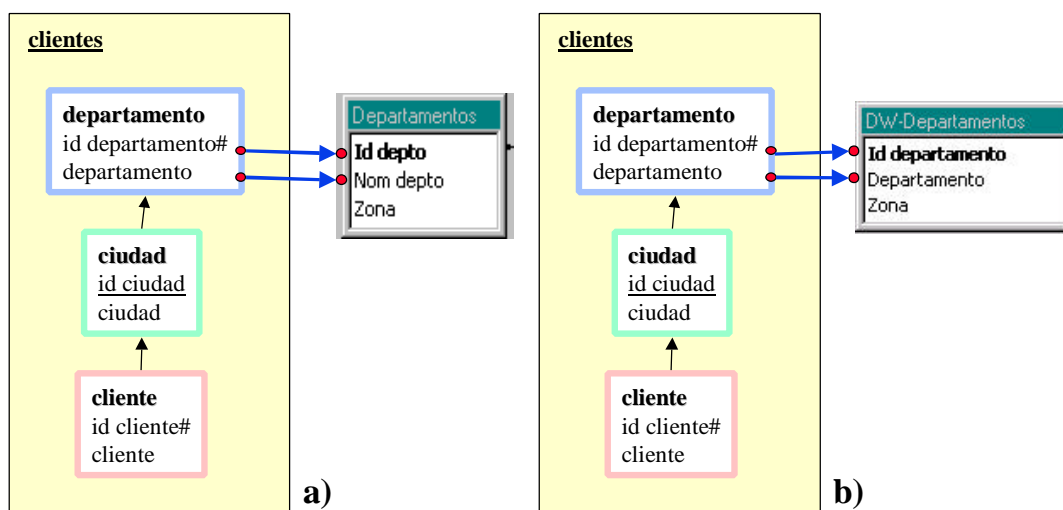 clientes
departamento
id departamento#
departamento
ciudad
id ciudad
ciudad
cliente
id cliente#
cliente
Departamentos
Id depto
Nom depto
Zona
a)
clientes
departamento
id departamento#
departamento
ciudad
id ciudad
ciudad
cliente
id cliente#
cliente
DW-Departamentos
Id departamento
Departamento
Zona
b)